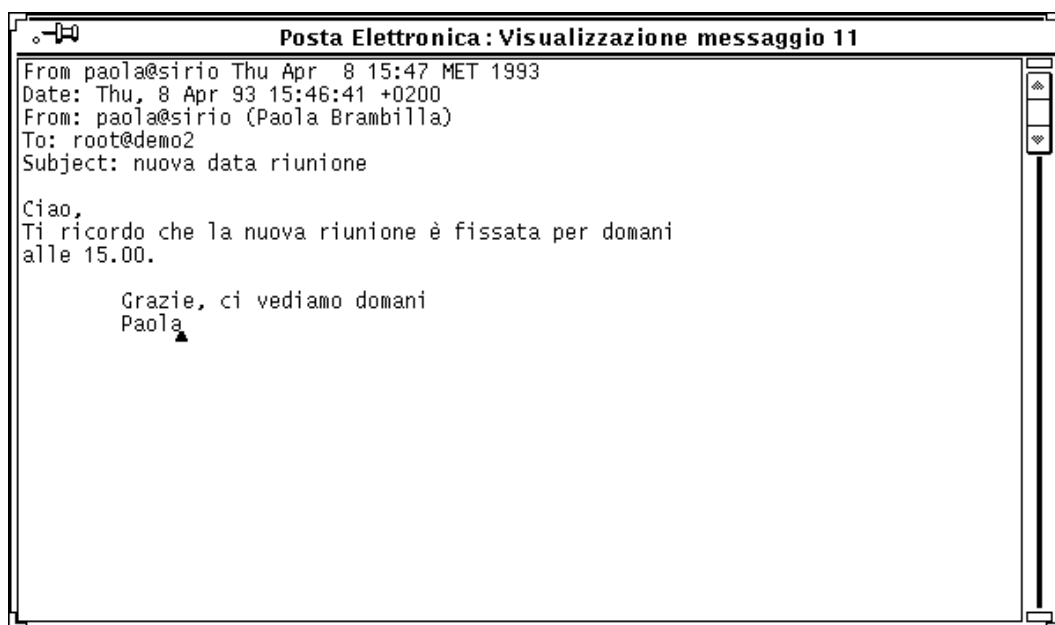 Posta Elettronica: Visualizzazione messaggio 11
From paola@sirio Thu Apr  8 15:47 MET 1993
Date: Thu, 8 Apr 93 15:46:41 +0200
From: paola@sirio (Paola Brambilla)
To: root@demo2
Subject: nuova data riunione
Ciao,
Ti ricordo che la nuova riunione è fissata per domani
alle 15.00.
Grazie, ci vediamo domani
Paola